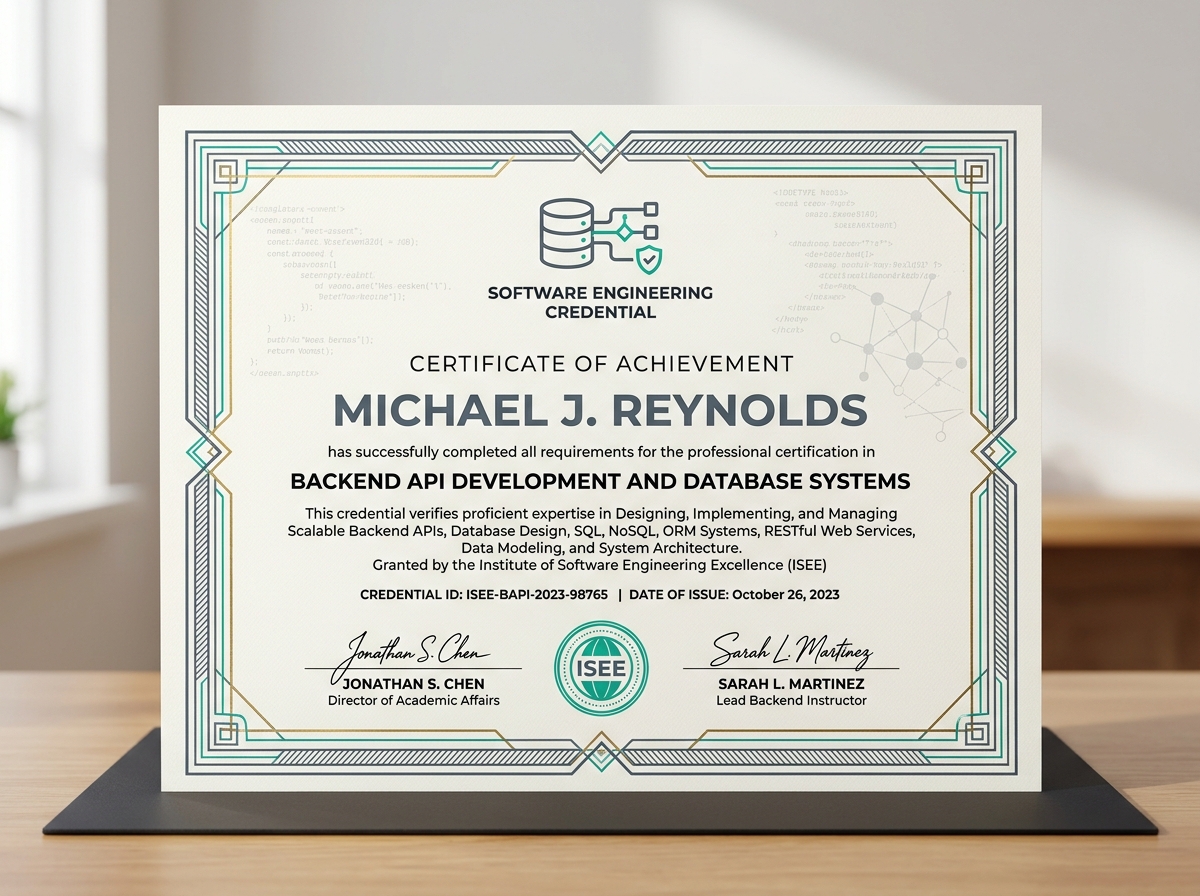 SOFTWARE ENGINEERING
CREDENTIAL
CERTIFICATE OF ACHIEVEMENT
MICHAEL J. REYNOLDS
has successfully completed all requirements for the professional certification in
BACKEND API DEVELOPMENT AND DATABASE SYSTEMS
This credential verifies proficient expertise in Designing, Implementing, and Managing
Scalable Backend APIs, Database Design, SQL, NoSQL, ORM Systems, RESTful Web Services,
Data Modeling, and System Architecture.
Granted by the Institute of Software Engineering Excellence (ISEE)
CREDENTIAL ID: ISEE-BAPI-2023-98765 | DATE OF ISSUE: October 26, 2023
Jonathan S. Chen
JONATHAN S. CHEN
Director of Academic Affairs
ISEE
Sarah L. Martinez
SARAH L. MARTINEZ
Lead Backend Instructor